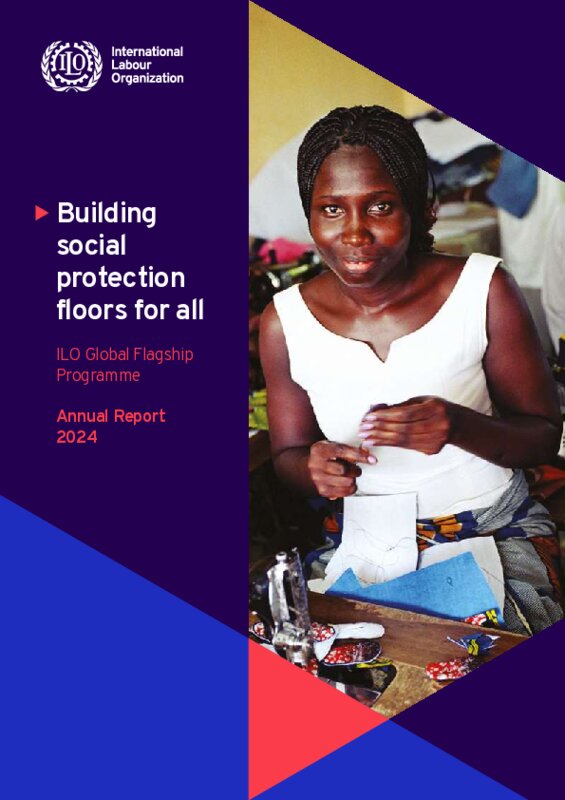 ILO
International
Labour
Organization
Building
social
protection
floors for all
ILO Global Flagship
Programme
Annual Report
2024